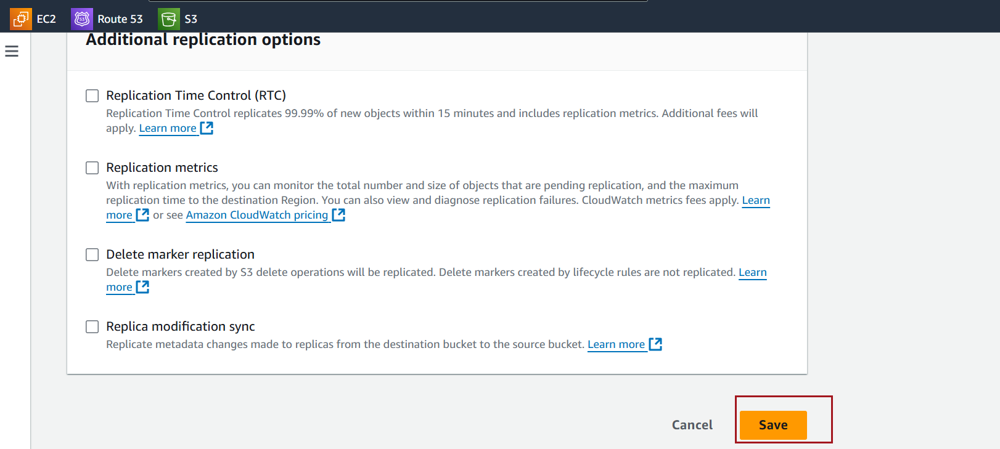 EC2 Route 53 S3
Additional replication options
Replication Time Control (RTC)
Replication Time Control replicates 99.99% of new objects within 15 minutes and includes replication metrics. Additional fees will
apply. Learn more
Replication metrics
With replication metrics, you can monitor the total number and size of objects that are pending replication, and the maximum
replication time to the destination Region. You can also view and diagnose replication failures. CloudWatch metrics fees apply. Learn
more or see Amazon CloudWatch pricing
Delete marker replication
Delete markers created by S3 delete operations will be replicated. Delete markers created by lifecycle rules are not replicated. Learn
more
Replica modification sync
Replicate metadata changes made to replicas from the destination bucket to the source bucket. Learn more
Cancel Save